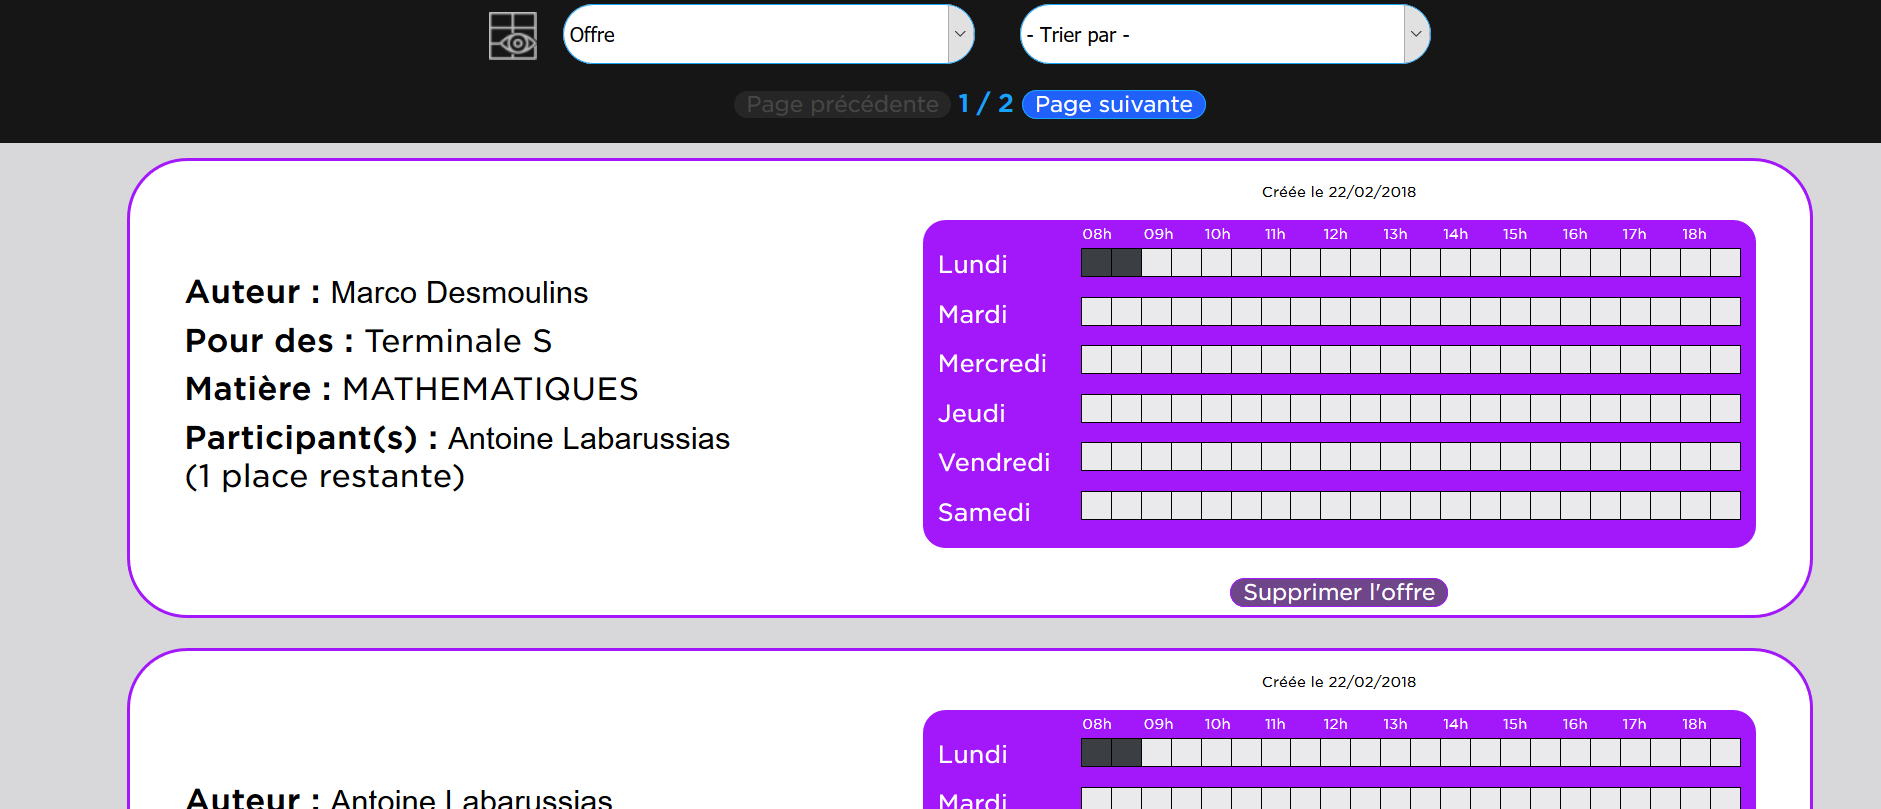 Offre
- Trier par -
Page précédente 1 / 2 Page suivante
Créée le 22/02/2018
08h 09h 10h 11h 12h 13h 14h 15h 16h 17h 18h
Lundi
Mardi
Mercredi
Jeudi
Vendredi
Samedi
Auteur : Marco Desmoulins
Pour des : Terminale S
Matière : MATHEMATIQUES
Participant(s) : Antoine Labarussias
(1 place restante)
Supprimer l'offre
Créée le 22/02/2018
08h 09h 10h 11h 12h 13h 14h 15h 16h 17h 18h
Lundi
Mardi
Auteur : Antoine Labarussias